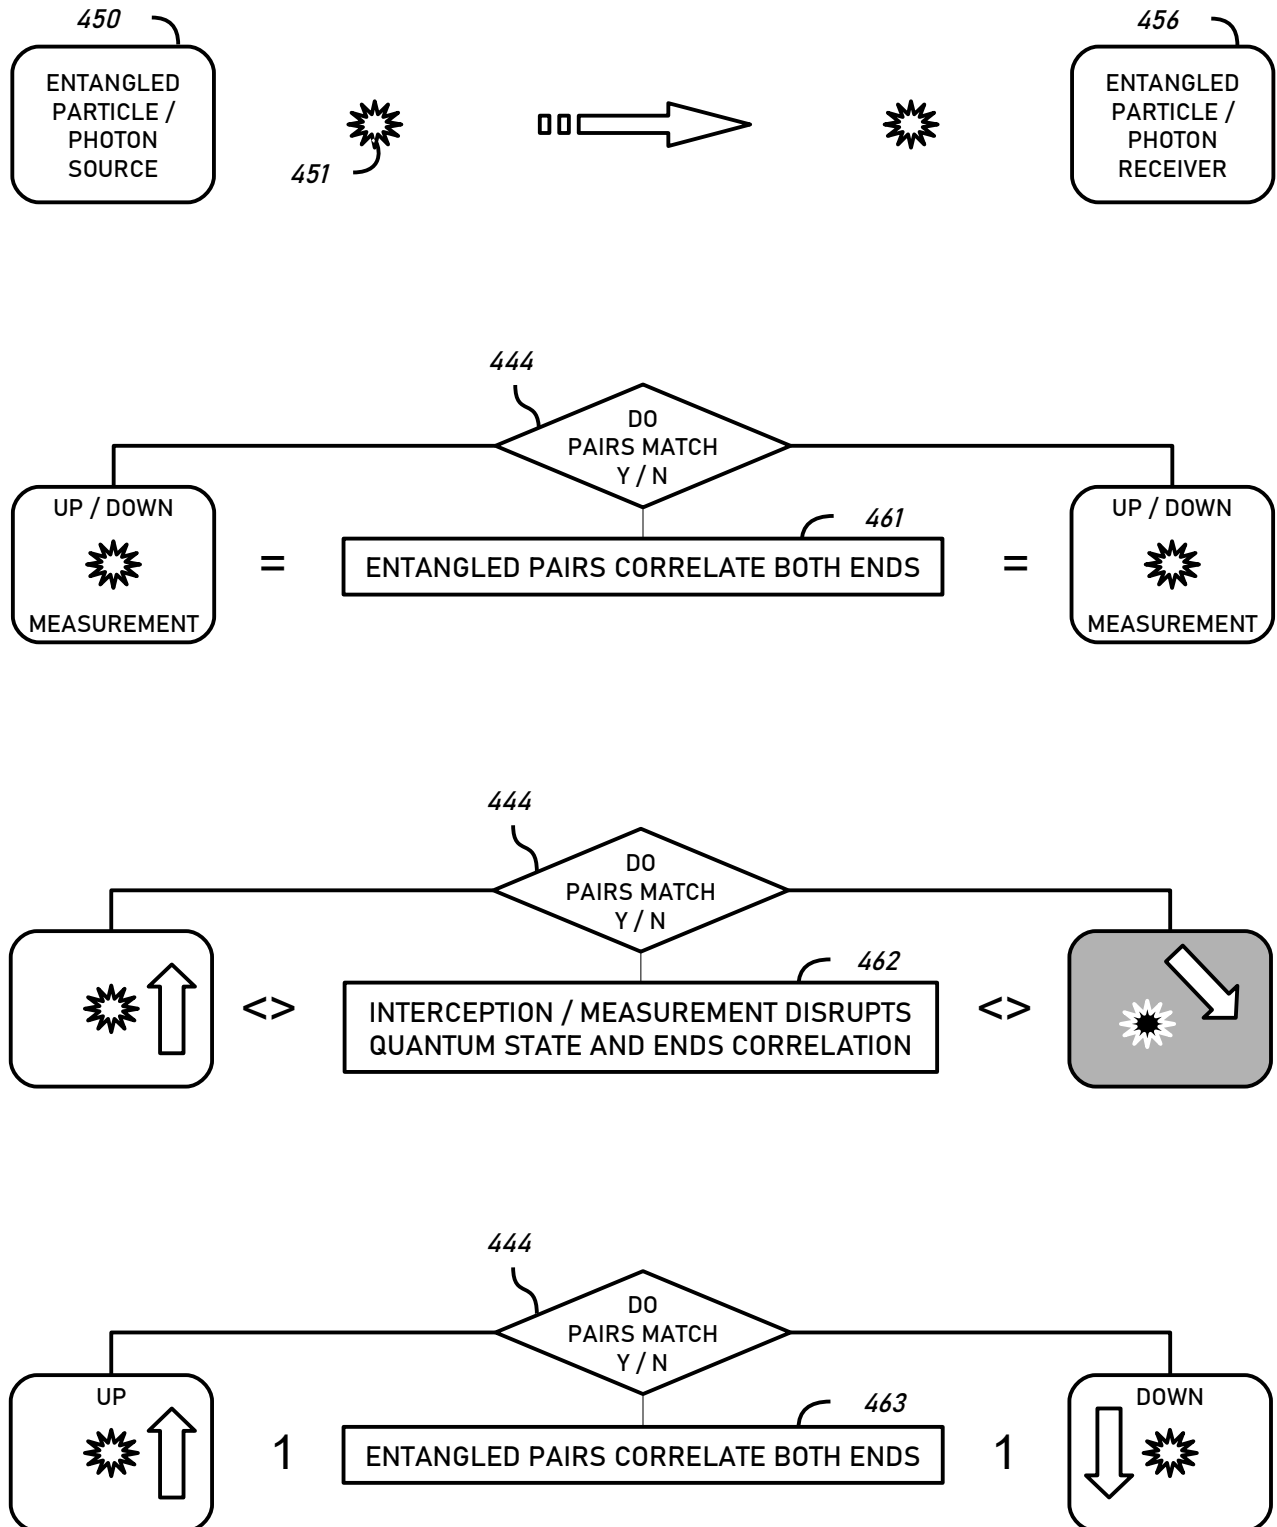 450
456
ENTANGLED
PARTICLE /
PHOTON
SOURCE
451
ENTANGLED
PARTICLE /
PHOTON
RECEIVER
444
DO
PAIRS MATCH
Y / N
UP / DOWN
MEASUREMENT
=
461
ENTANGLED PAIRS CORRELATE BOTH ENDS
=
UP / DOWN
MEASUREMENT
444
DO
PAIRS MATCH
Y / N
<>
462
INTERCEPTION / MEASUREMENT DISRUPTS
QUANTUM STATE AND ENDS CORRELATION
<>
444
DO
PAIRS MATCH
Y / N
UP
1
463
ENTANGLED PAIRS CORRELATE BOTH ENDS
1
DOWN